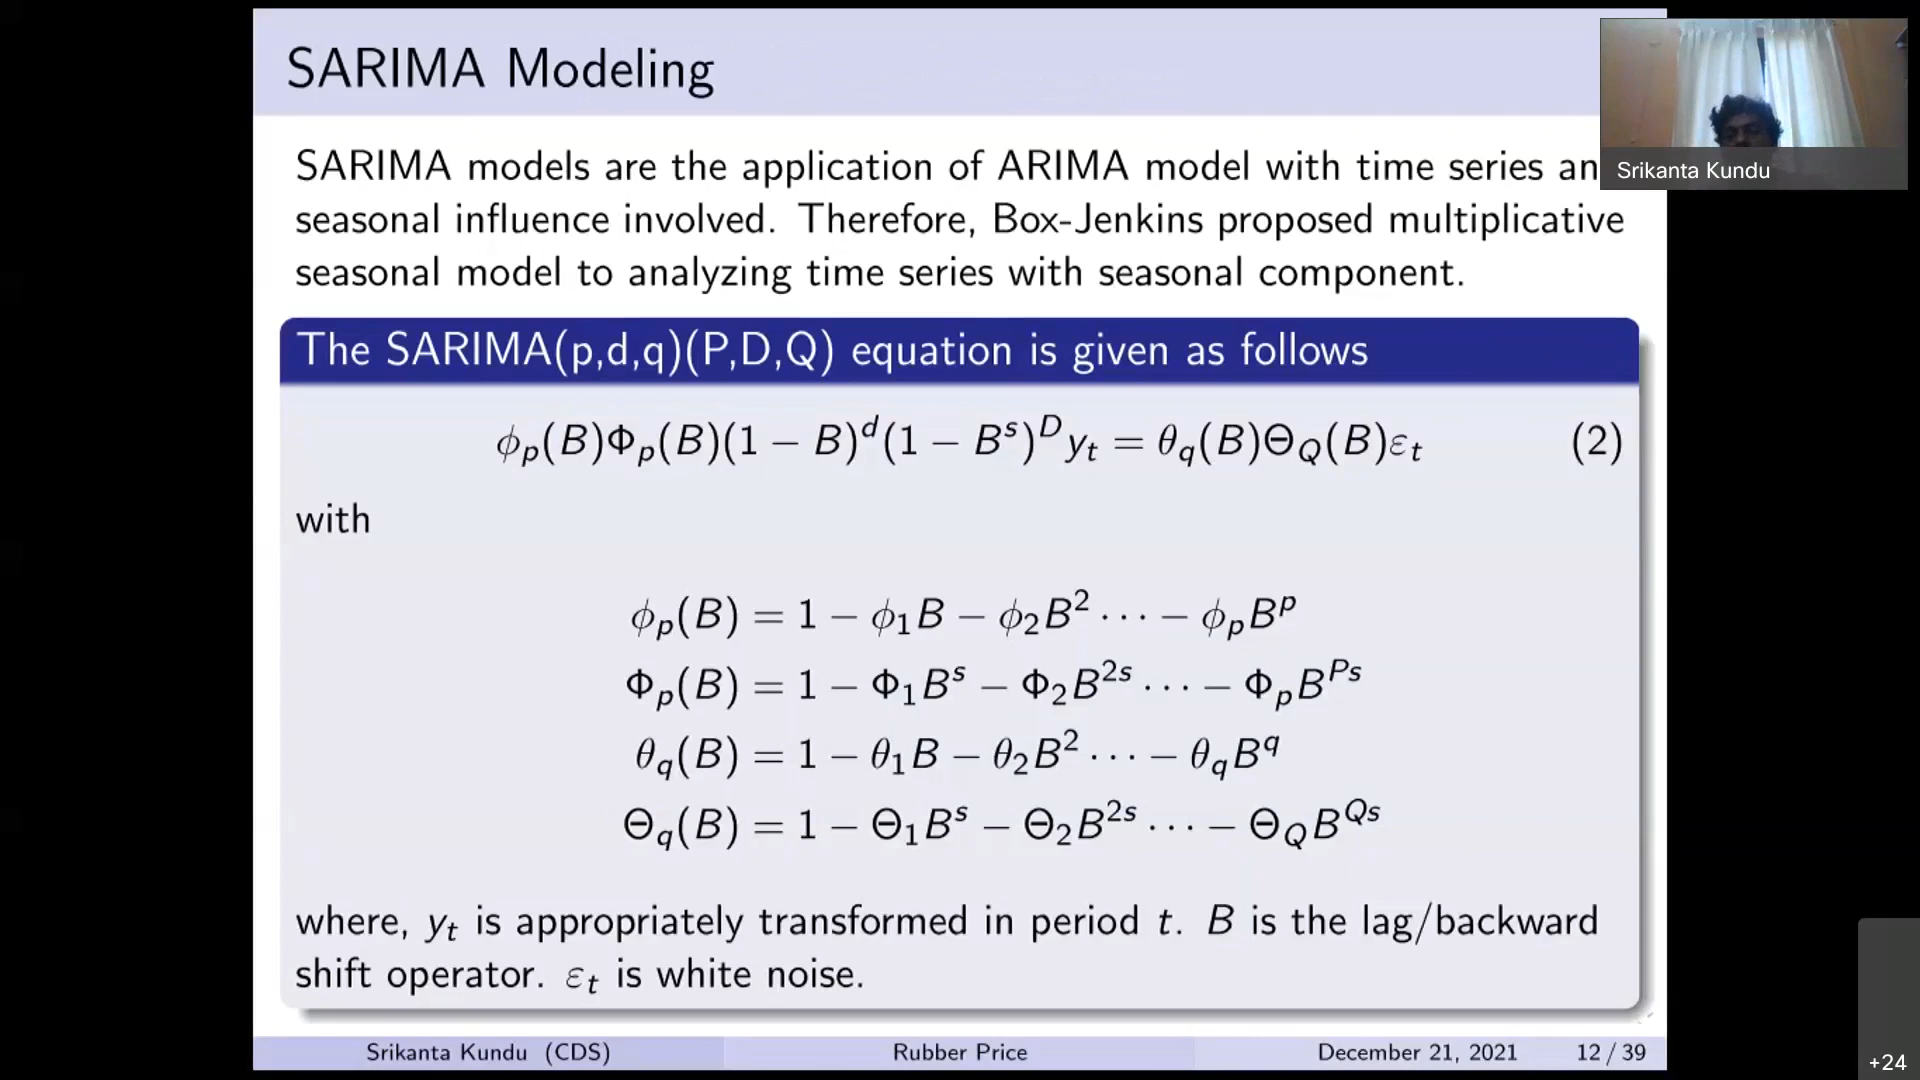 SARIMA Modeling
SARIMA models are the application of ARIMA model with time series an
seasonal influence involved. Therefore, Box-Jenkins proposed multiplicative
seasonal model to analyzing time series with seasonal component.
The SARIMA(p,d,q)(P,D,Q) equation is given as follows
ϕ_p(B)Φ_p(B)(1 − B)^d(1 − B^s)^D y_t = θ_q(B)Θ_Q(B)ε_t (2)
with
ϕ_p(B) = 1 − ϕ_1B − ϕ_2B^2 ⋯ − ϕ_pB^p
Φ_p(B) = 1 − Φ_1B^s − Φ_2B^{2s} ⋯ − Φ_pB^{Ps}
θ_q(B) = 1 − θ_1B − θ_2B^2 ⋯ − θ_qB^q
Θ_q(B) = 1 − Θ_1B^s − Θ_2B^{2s} ⋯ − Θ_QB^{Qs}
where, y_t is appropriately transformed in period t. B is the lag/backward
shift operator. ε_t is white noise.
Srikanta Kundu (CDS) Rubber Price December 21, 2021 12 / 39
Srikanta Kundu
+24